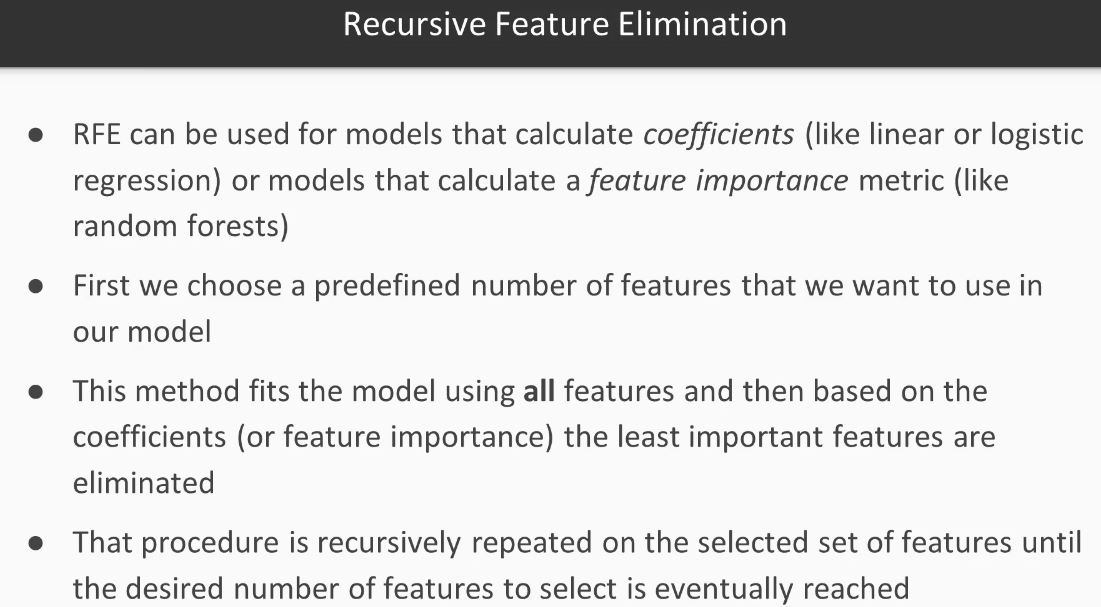 Recursive Feature Elimination
● RFE can be used for models that calculate coefficients (like linear or logistic
regression) or models that calculate a feature importance metric (like
random forests)
● First we choose a predefined number of features that we want to use in
our model
● This method fits the model using all features and then based on the
coefficients (or feature importance) the least important features are
eliminated
● That procedure is recursively repeated on the selected set of features until
the desired number of features to select is eventually reached